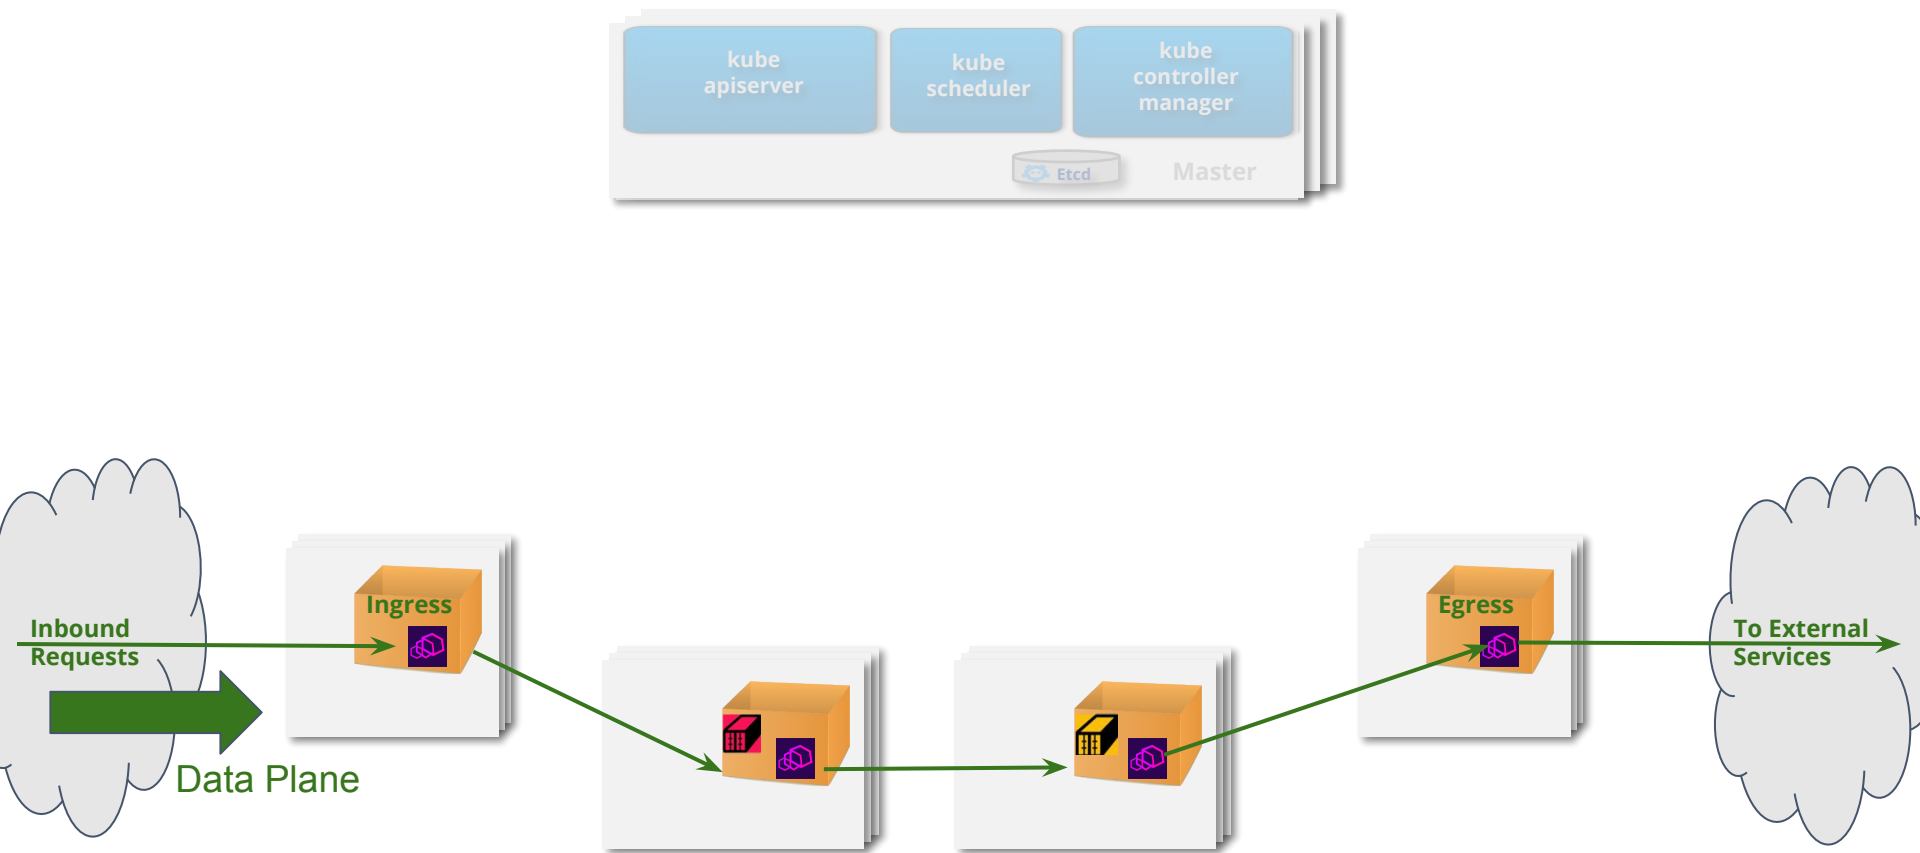 kube
apiserver
kube
scheduler
kube
controller
manager
Etcd
Master
Inbound
Requests
Data Plane
Ingress
Egress
To External
Services